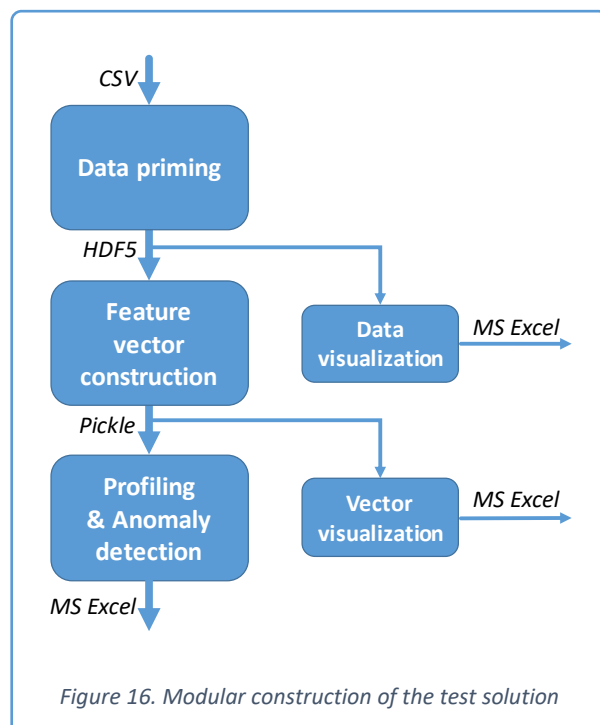 CSV
Data priming
HDF5
Feature
vector
construction
Data
visualization
MS Excel
Pickle
Profiling
& Anomaly
detection
Vector
visualization
MS Excel
MS Excel
Figure 16. Modular construction of the test solution